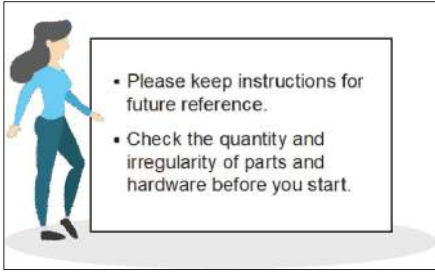 ▪ Please keep instructions for
future reference.
▪ Check the quantity and
irregularity of parts and
hardware before you start.